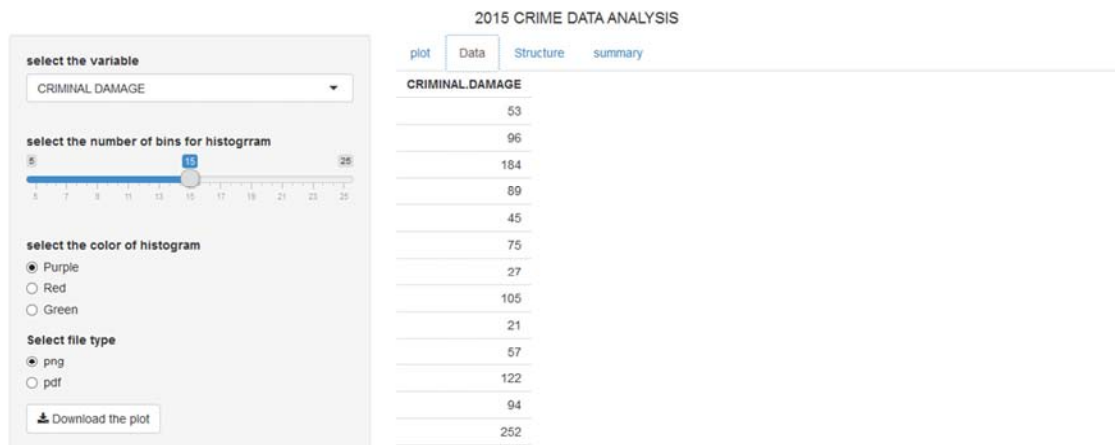 2015 CRIME DATA ANALYSIS
select the variable
CRIMINAL DAMAGE
select the number of bins for histogrram
5 15 25
5 7 9 11 13 15 17 19 21 23 25
select the color of histogram
Purple
Red
Green
Select file type
png
pdf
Download the plot
plot Data Structure summary
CRIMINAL.DAMAGE
53
96
184
89
45
75
27
105
21
57
122
94
252